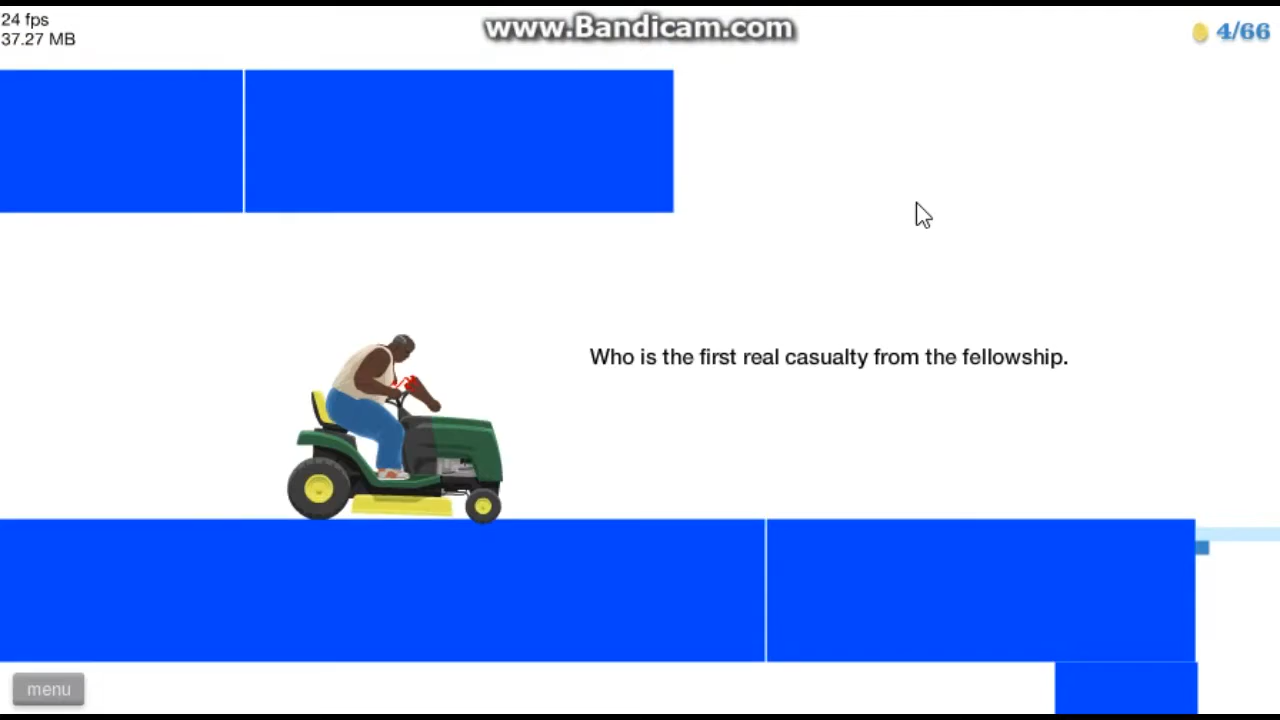 24 fps
37.27 MB
www.Bandicam.com
4/66
Who is the first real casualty from the fellowship.
menu